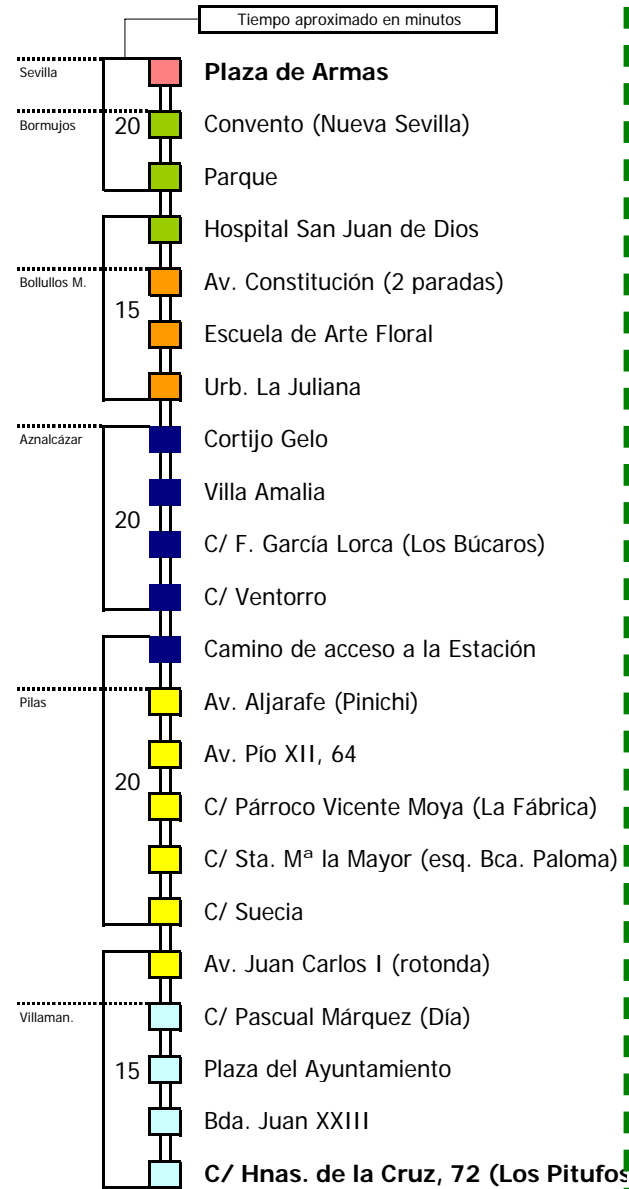 Tiempo aproximado en minutos
Sevilla
Plaza de Armas
Bormujos
20
Convento (Nueva Sevilla)
Parque
Hospital San Juan de Dios
Bollullos M.
Av. Constitución (2 paradas)
15
Escuela de Arte Floral
Urb. La Juliana
Aznalcázar
Cortijo Gelo
Villa Amalia
20
C/ F. García Lorca (Los Búcaros)
C/ Ventorro
Camino de acceso a la Estación
Pilas
Av. Aljarafe (Pinichi)
Av. Pío XII, 64
20
C/ Párroco Vicente Moya (La Fábrica)
C/ Sta. Mª la Mayor (esq. Bca. Paloma)
C/ Suecia
Av. Juan Carlos I (rotonda)
Villaman.
C/ Pascual Márquez (Día)
15
Plaza del Ayuntamiento
Bda. Juan XXIII
C/ Hnas. de la Cruz, 72 (Los Pitufos